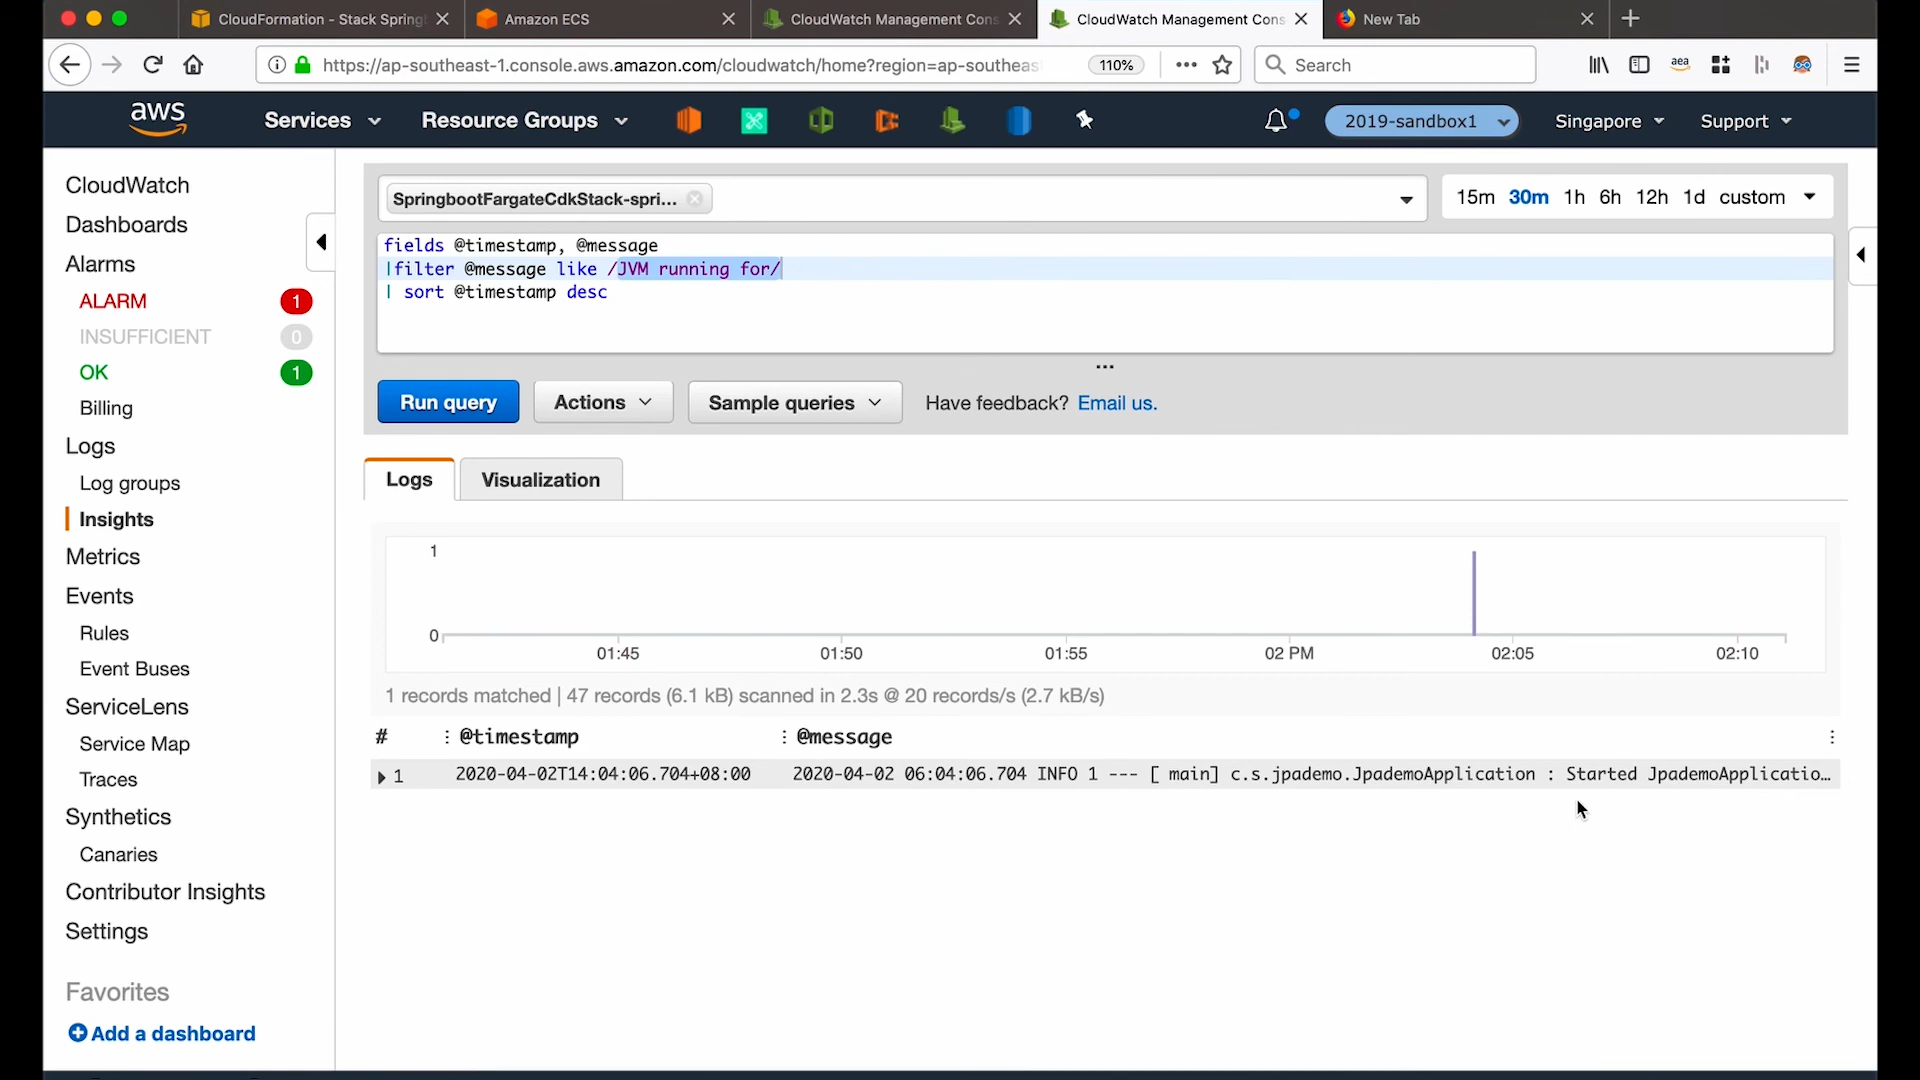 CloudFormation - Stack Spring
Amazon ECS
CloudWatch Management Cons
CloudWatch Management Cons
New Tab
https://ap-southeast-1.console.aws.amazon.com/cloudwatch/home?region=ap-southeas
110%
Search
aea
aws
Services
Resource Groups
2019-sandbox1
Singapore
Support
CloudWatch
Dashboards
Alarms
ALARM 1
INSUFFICIENT 0
OK 1
Billing
Logs
Log groups
Insights
Metrics
Events
Rules
Event Buses
ServiceLens
Service Map
Traces
Synthetics
Canaries
Contributor Insights
Settings
Favorites
Add a dashboard
SpringbootFargateCdkStack-spri...
15m 30m 1h 6h 12h 1d custom
fields @timestamp, @message
|filter @message like /JVM running for/
| sort @timestamp desc
Run query
Actions
Sample queries
Have feedback? Email us.
Logs
Visualization
1
0
01:45 01:50 01:55 02 PM 02:05 02:10
1 records matched | 47 records (6.1 kB) scanned in 2.3s @ 20 records/s (2.7 kB/s)
# : @timestamp : @message
1 2020-04-02T14:04:06.704+08:00 2020-04-02 06:04:06.704 INFO 1 --- [ main] c.s.jpademo.JpademoApplication : Started JpademoApplicatio...